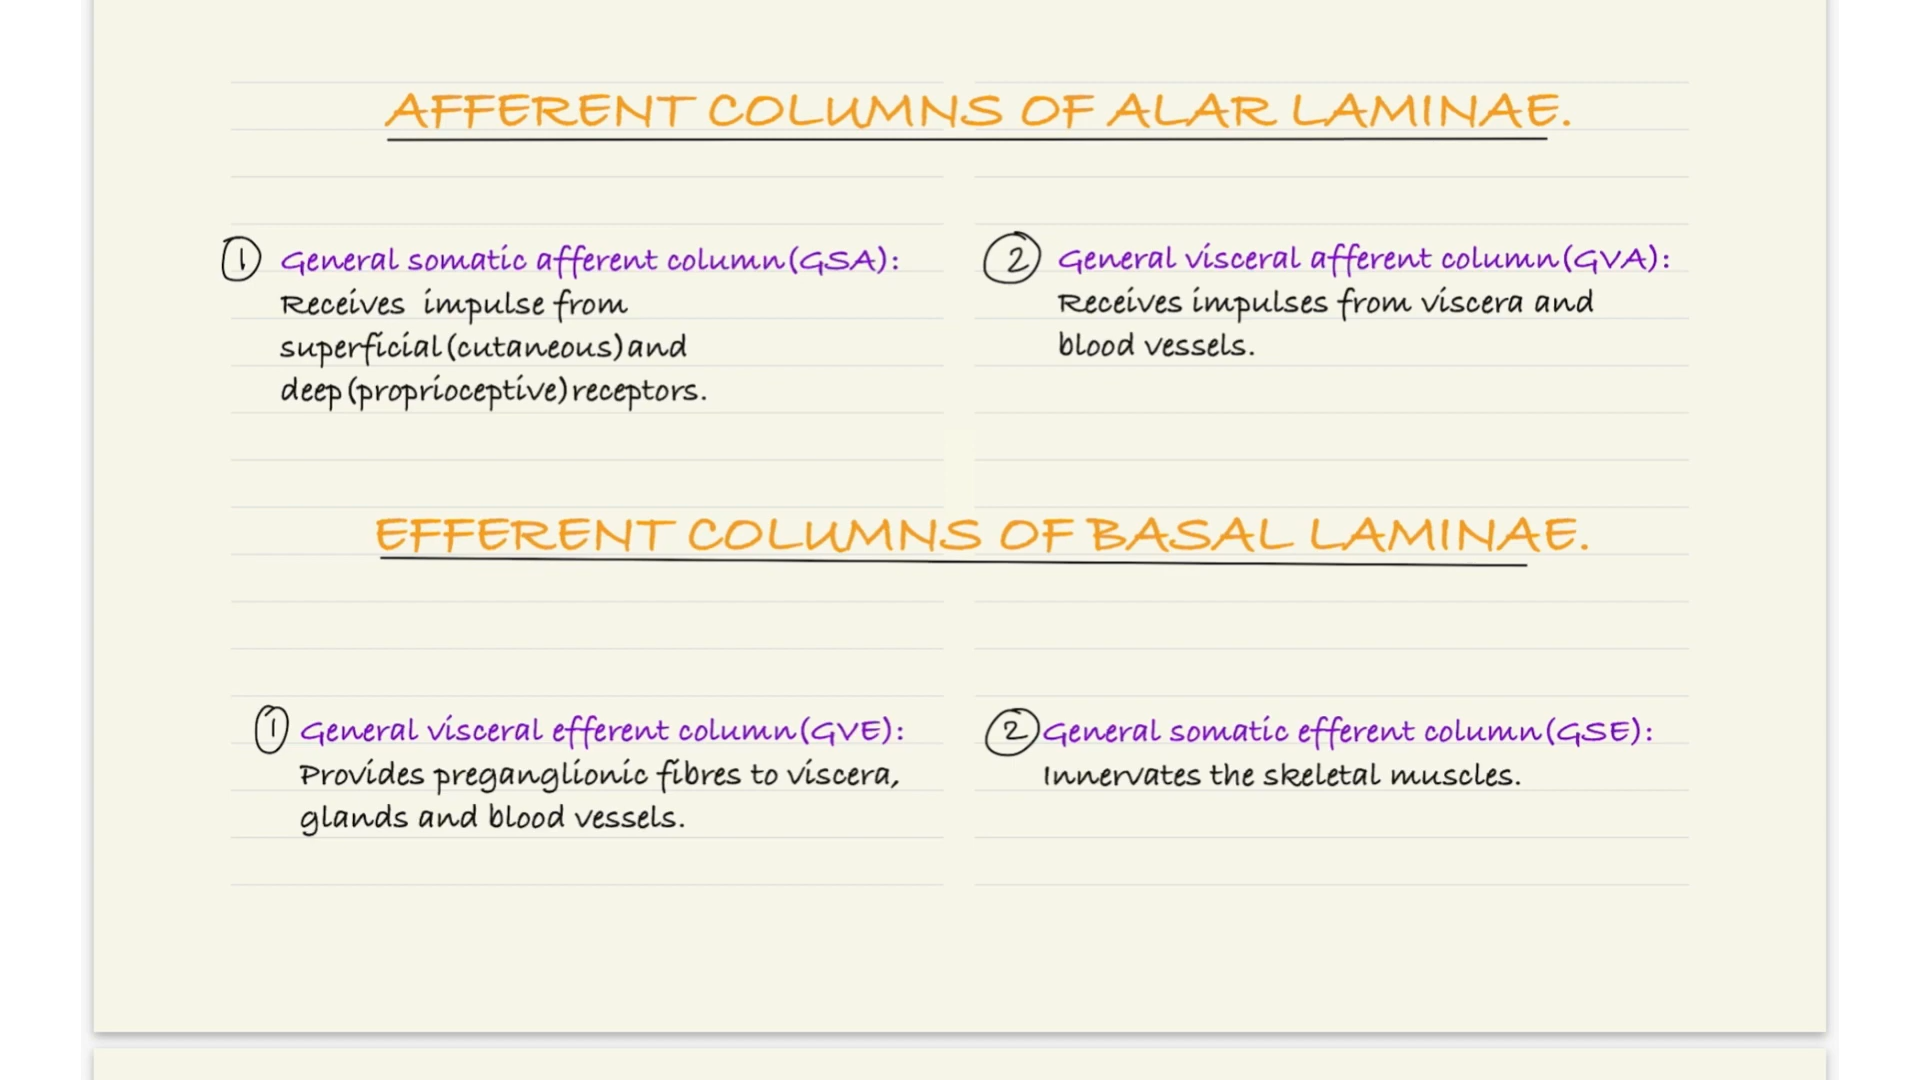 AFFERENT COLUMNS OF ALAR LAMINAE.
1 General somatic afferent column(GSA):
Receives impulse from
superficial(cutaneous)and
deep(proprioceptive)receptors.
2 General visceral afferent column(GVA):
Receives impulses from viscera and
blood vessels.
EFFERENT COLUMNS OF BASAL LAMINAE.
1 General visceral efferent column(GVE):
Provides preganglionic fibres to viscera,
glands and blood vessels.
2 General somatic efferent column(GSE):
Innervates the skeletal muscles.